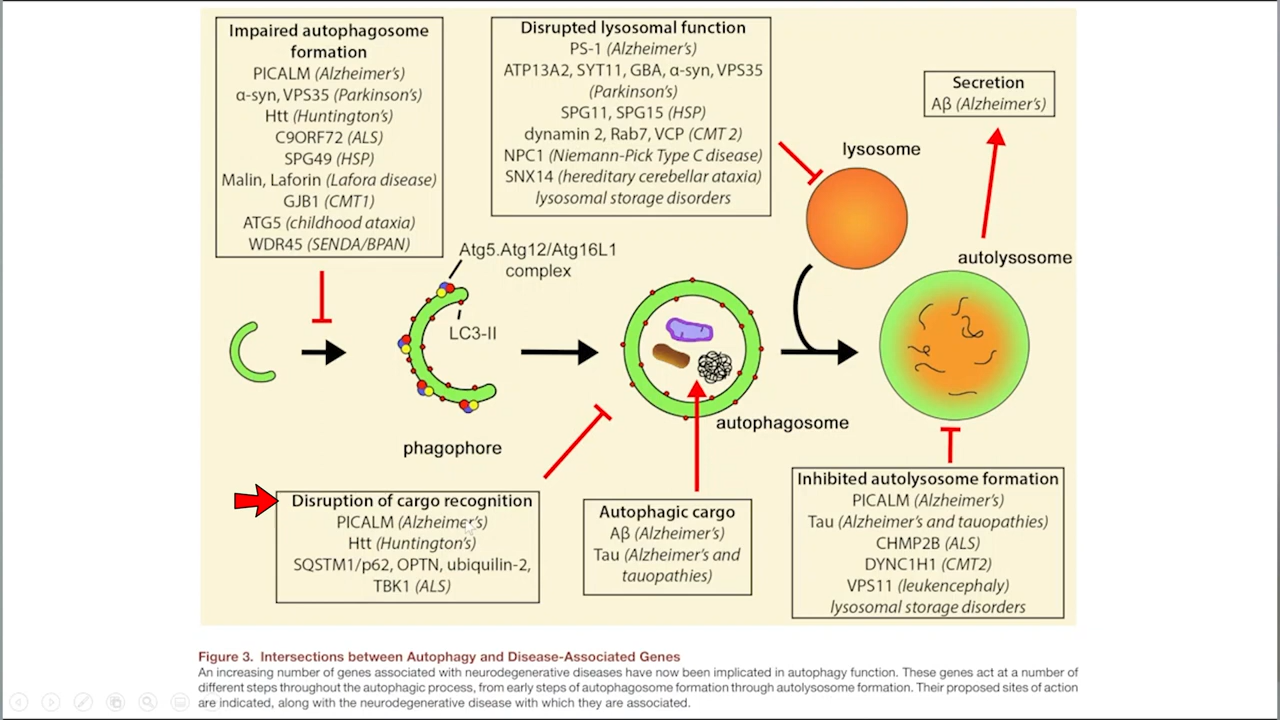 Impaired autophagosome
formation
PICALM (Alzheimer's)
α-syn, VPS35 (Parkinson's)
Htt (Huntington's)
C9ORF72 (ALS)
SPG49 (HSP)
Malin, Laforin (Lafora disease)
GJB1 (CMT1)
ATG5 (childhood ataxia)
WDR45 (SENDA/BPAN)
Disrupted lysosomal function
PS-1 (Alzheimer's)
ATP13A2, SYT11, GBA, α-syn, VPS35
(Parkinson's)
SPG11, SPG15 (HSP)
dynamin 2, Rab7, VCP (CMT 2)
NPC1 (Niemann-Pick Type C disease)
SNX14 (hereditary cerebellar ataxia)
lysosomal storage disorders
Secretion
Aβ (Alzheimer's)
lysosome
Atg5.Atg12/Atg16L1
complex
LC3-II
autolysosome
phagophore
autophagosome
Disruption of cargo recognition
PICALM (Alzheimer's)
Htt (Huntington's)
SQSTM1/p62, OPTN, ubiquilin-2,
TBK1 (ALS)
Autophagic cargo
Aβ (Alzheimer's)
Tau (Alzheimer's and
tauopathies)
Inhibited autolysosome formation
PICALM (Alzheimer's)
Tau (Alzheimer's and tauopathies)
CHMP2B (ALS)
DYNC1H1 (CMT2)
VPS11 (leukencephaly)
lysosomal storage disorders
Figure 3. Intersections between Autophagy and Disease-Associated Genes
An increasing number of genes associated with neurodegenerative diseases have now been implicated in autophagy function. These genes act at a number of
different steps throughout the autophagic process, from early steps of autophagosome formation through autolysosome formation. Their proposed sites of action
are indicated, along with the neurodegenerative disease with which they are associated.